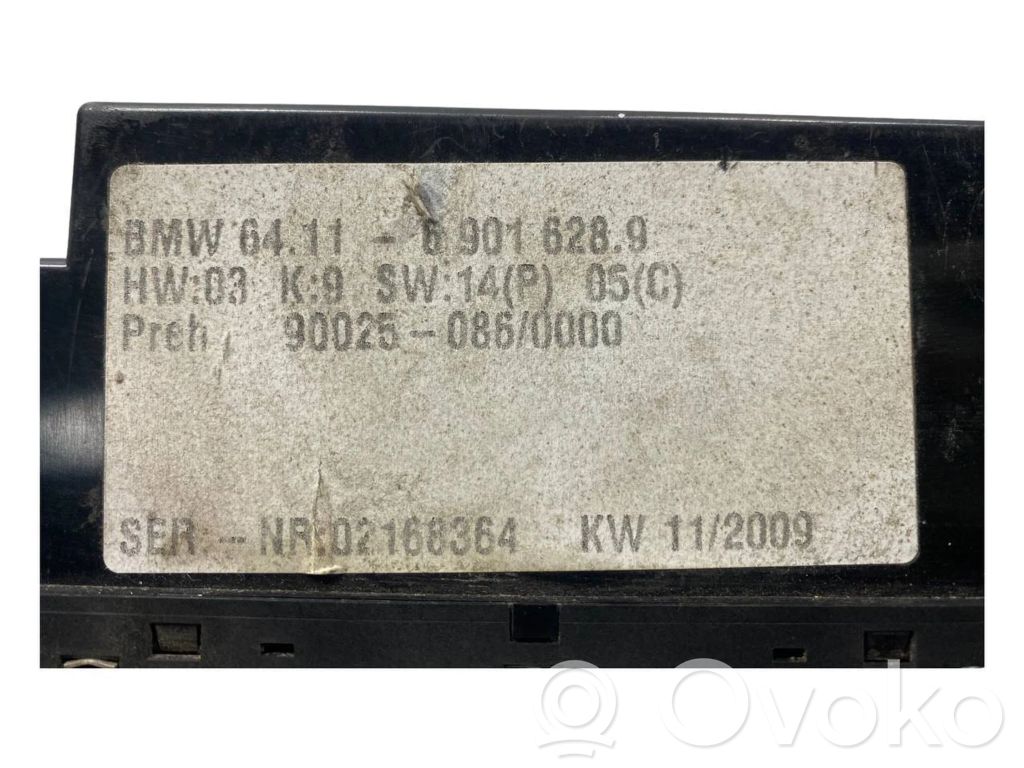 BMW 64.11 - 6 901 628.9
HW:03 K:9 SW:14(P) 05(C)
Preh 90025-086/0000
SER - NR 02168364 KW 11/2009
Ovoko